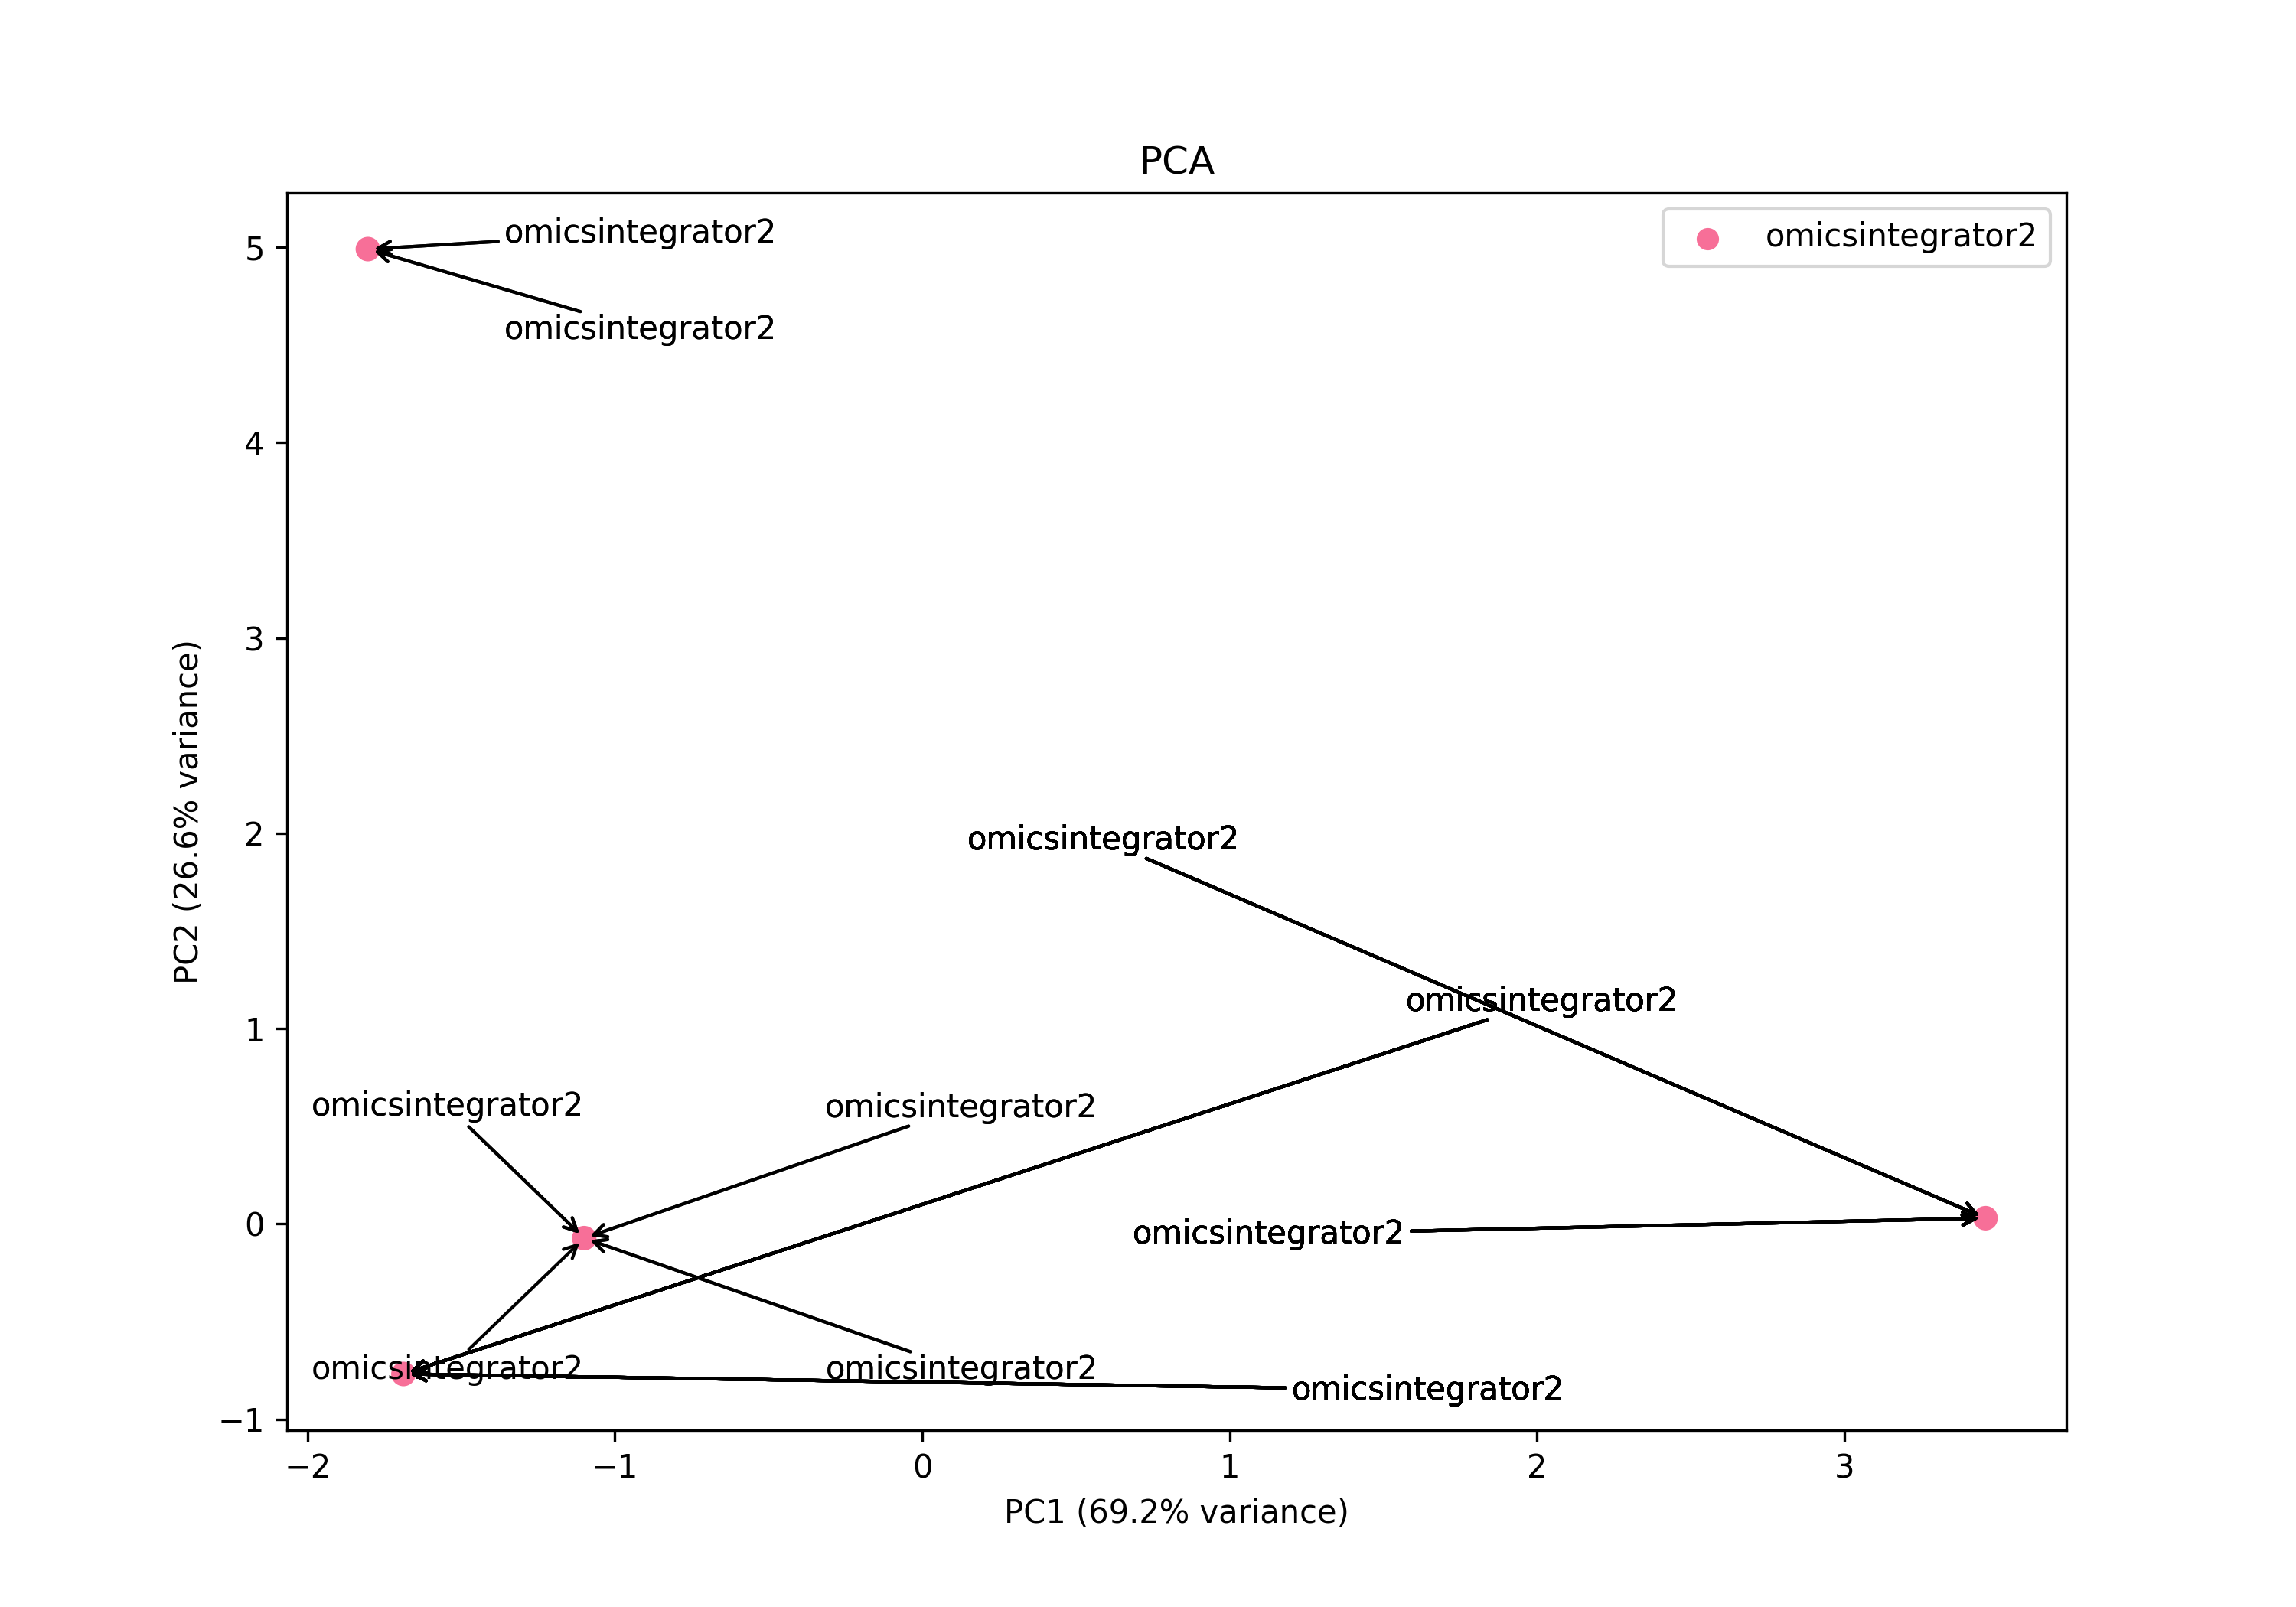 PCA
omicsintegrator2
omicsintegrator2
omicsintegrator2
5
4
3
2
1
0
−1
PC2 (26.6% variance)
omicsintegrator2
omicsintegrator2
omicsintegrator2
omicsintegrator2
omicsintegrator2
omicsintegrator2
omicsintegrator2
omicsintegrator2
−2
−1
0
1
2
3
PC1 (69.2% variance)